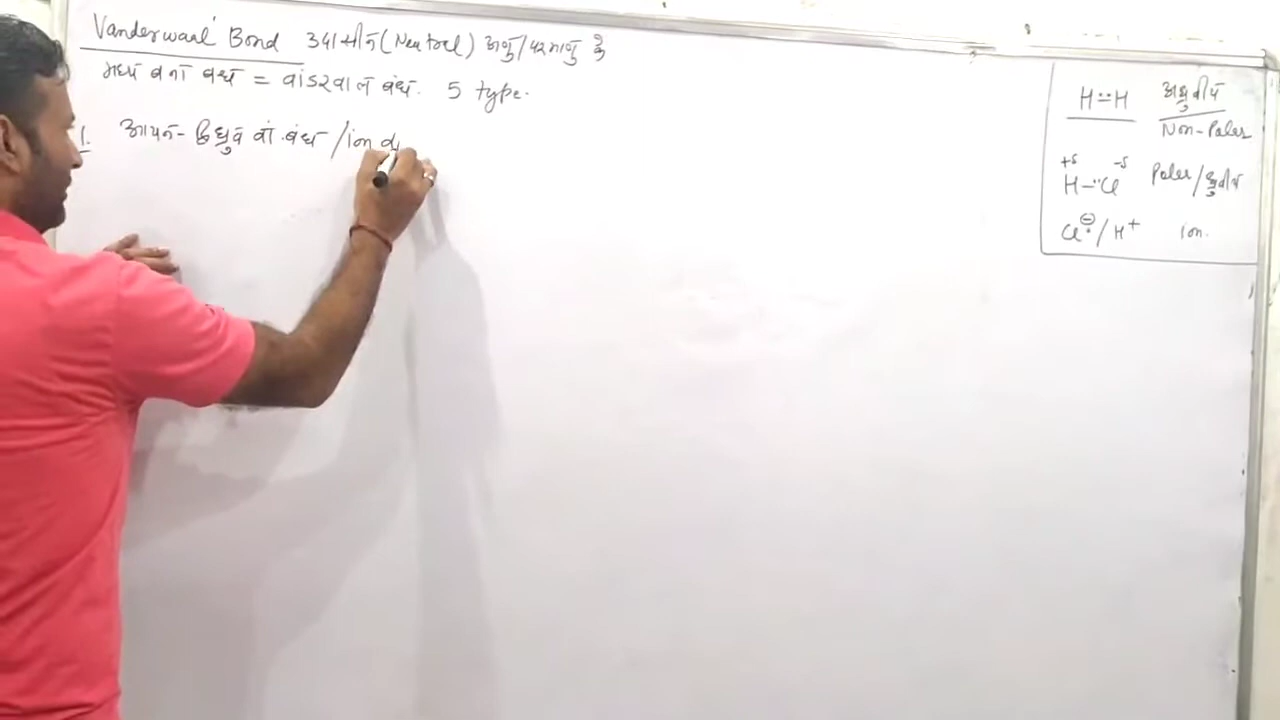 Vanderwaal' Bond उदासीन (Neutral) अणु/परमाणु के
मध्य बना बंध = वांडरवाल बंध. 5 type.
1. आयन - द्विध्रुव वा. बंध /ion d
H··H अध्रुवीय
Non-Polar
+δ -δ
H-··Cl Polar/ध्रुवीय
Cl⊖/H+ ion.